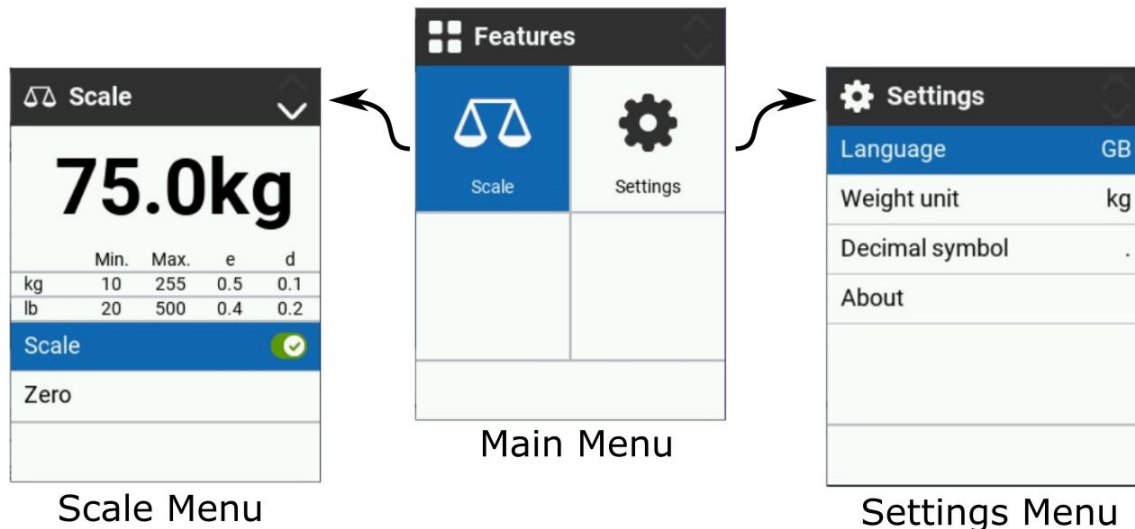 Scale
75.0kg
Min. Max. e d
kg 10 255 0.5 0.1
lb 20 500 0.4 0.2
Scale
Zero
Scale Menu
Features
Scale Settings
Main Menu
Settings
Language GB
Weight unit kg
Decimal symbol .
About
Settings Menu